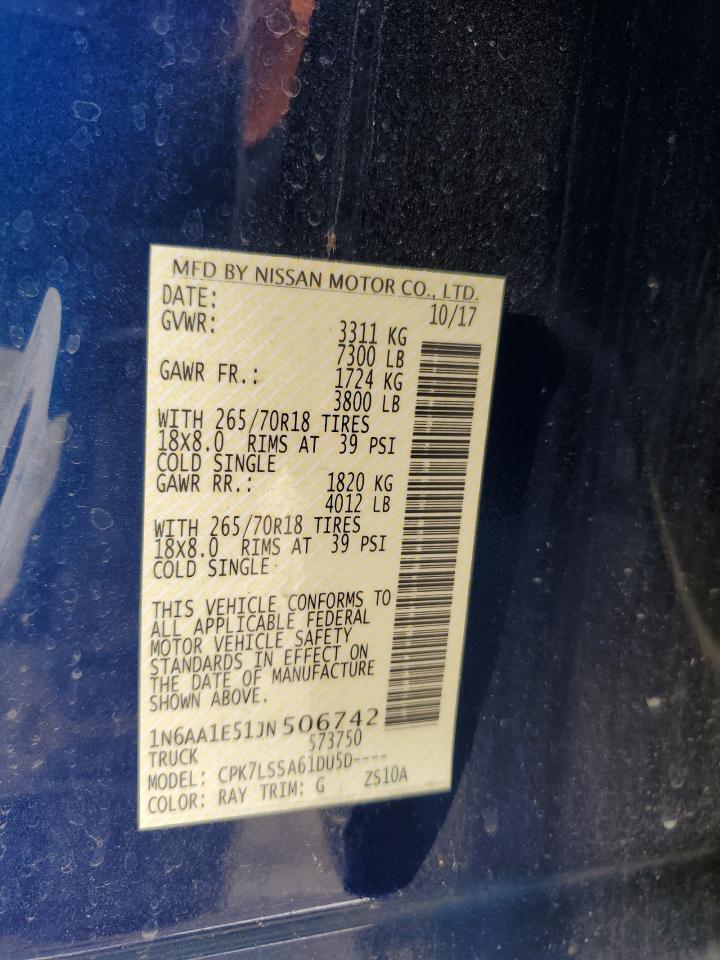 MFD BY NISSAN MOTOR CO., LTD.
DATE: 10/17
GVWR: 3311 KG
7300 LB
GAWR FR.: 1724 KG
3800 LB
WITH 265/70R18 TIRES
18X8.0 RIMS AT 39 PSI
COLD SINGLE
GAWR RR.: 1820 KG
4012 LB
WITH 265/70R18 TIRES
18X8.0 RIMS AT 39 PSI
COLD SINGLE
THIS VEHICLE CONFORMS TO
ALL APPLICABLE FEDERAL
MOTOR VEHICLE SAFETY
STANDARDS IN EFFECT ON
THE DATE OF MANUFACTURE
SHOWN ABOVE.
1N6AA1E51JN506742
TRUCK 573750
MODEL: CPK7LSSA61DU5D----
COLOR: RAY TRIM: G ZS10A